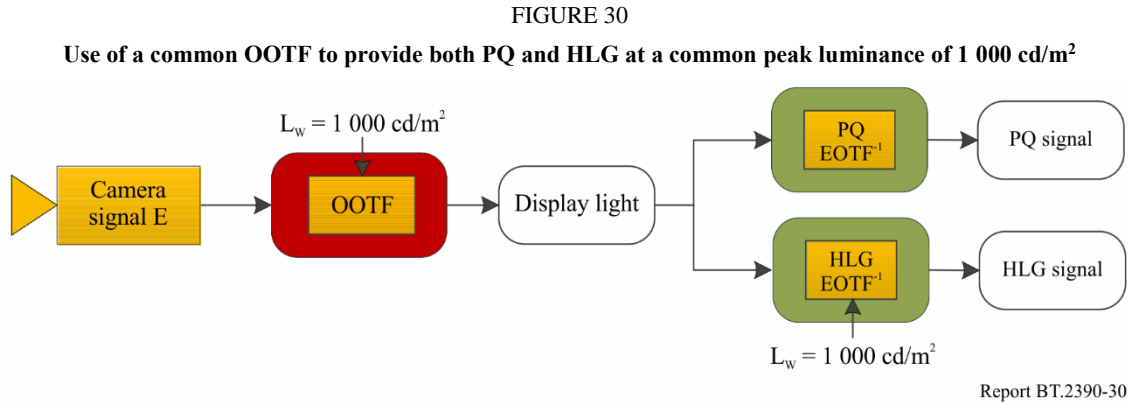 FIGURE 30
Use of a common OOTF to provide both PQ and HLG at a common peak luminance of 1 000 cd/m²
L_W = 1 000 cd/m²
Camera
signal E
OOTF
Display light
PQ
EOTF⁻¹
PQ signal
HLG
EOTF⁻¹
HLG signal
L_W = 1 000 cd/m²
Report BT.2390-30